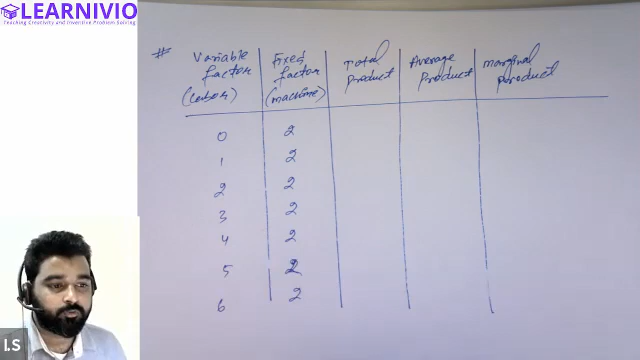 LEARNIVIO
Teaching Creativity and Inventive Problem Solving
# Variable factor (Labor) Fixed factor (machine) Total Product Average Product Marginal Product
0 2
1 2
2 2
3 2
4 2
5 2
6 2
I.S